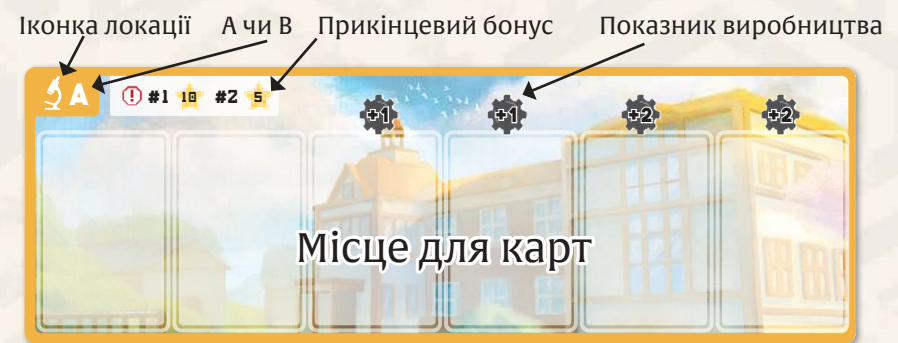 Іконка локації А чи В Прикінцевий бонус Показник виробництва
A #1 10 #2 5
+1 +1 +2 +2
Місце для карт